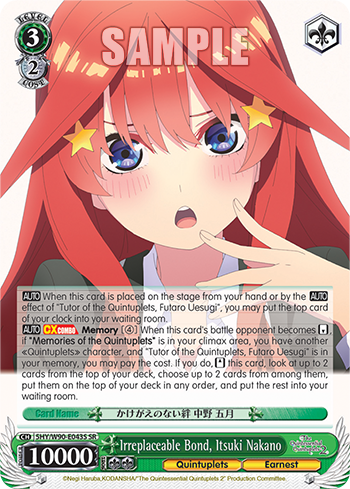 LEVEL
3
2
COST
SAMPLE
AUTO When this card is placed on the stage from your hand or by the AUTO
effect of "Tutor of the Quintuplets, Futaro Uesugi", you may put the top card
of your clock into your waiting room.
AUTO CX COMBO Memory [④] When this card's battle opponent becomes [ ],
if "Memories of the Quintuplets" is in your climax area, you have another
«Quintuplets» character, and "Tutor of the Quintuplets, Futaro Uesugi" is
in your memory, you may pay the cost. If you do, [ ] this card, look at up to 2
cards from the top of your deck, choose up to 2 cards from among them,
put them on the top of your deck in any order, and put the rest into your
waiting room.
Card Name
かけがえのない絆 中野 五月
CH 5HY/W90-E043S SR
Irreplaceable Bond, Itsuki Nakano
The Quintessential Quintuplets 2
10000
Quintuplets
Earnest
©Negi Haruba,KODANSHA/"The Quintessential Quintuplets 2" Production Committee.